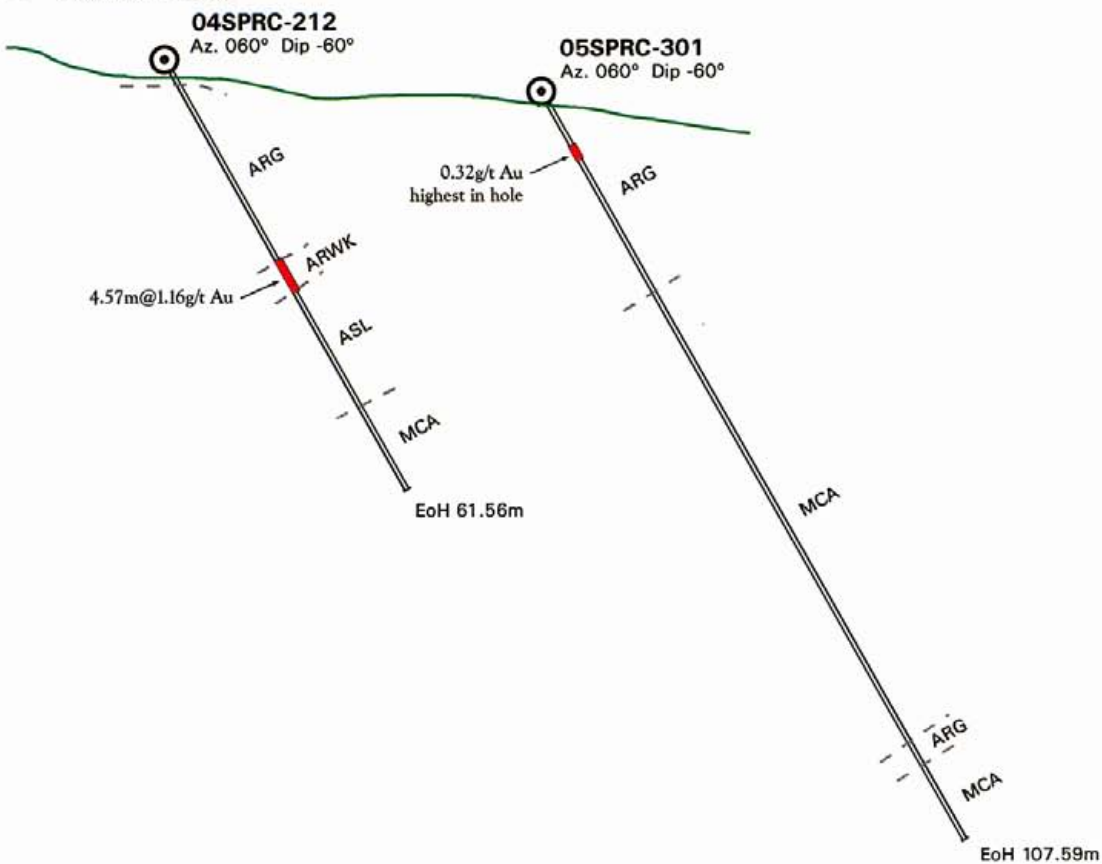 04SPRC-212
Az. 060° Dip -60°
05SPRC-301
Az. 060° Dip -60°
ARG
0.32g/t Au
highest in hole
ARG
ARWK
4.57m@1.16g/t Au
ASL
MCA
EoH 61.56m
MCA
ARG
MCA
EoH 107.59m